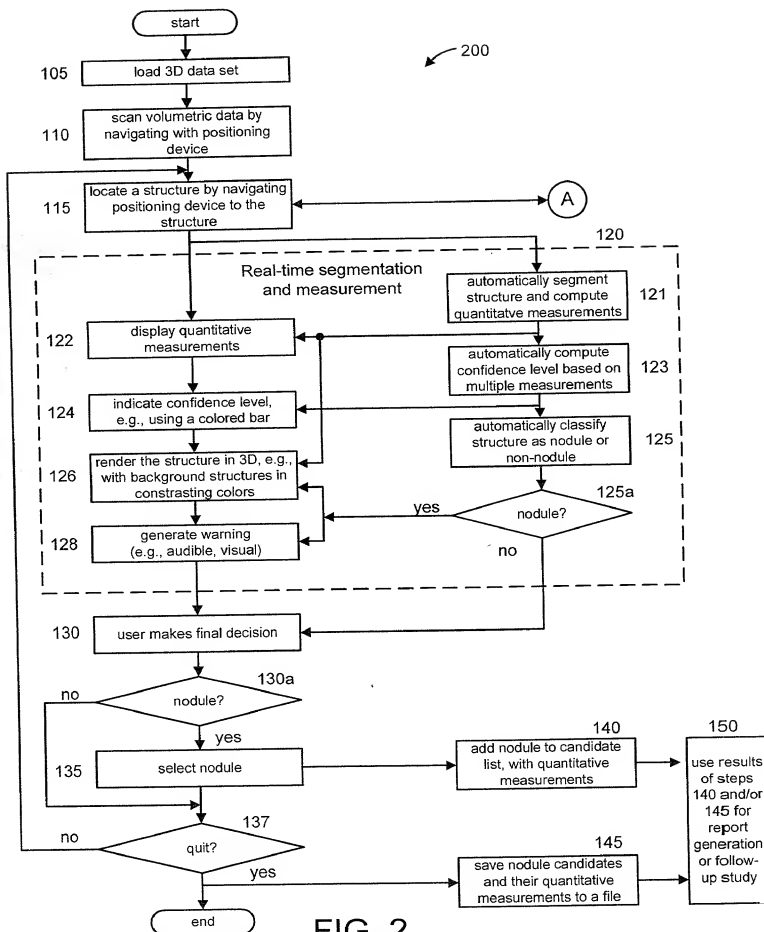 start
200
105
load 3D data set
110
scan volumetric data by
navigating with positioning
device
115
locate a structure by navigating
positioning device to the
structure
A
120
Real-time segmentation
and measurement
automatically segment
structure and compute
quantitatve measurements
121
122
display quantitative
measurements
automatically compute
confidence level based on
multiple measurements
123
124
indicate confidence level,
e.g., using a colored bar
automatically classify
structure as nodule or
non-nodule
125
126
render the structure in 3D, e.g.,
with background structures in
constrasting colors
125a
nodule?
yes
no
128
generate warning
(e.g., audible, visual)
130
user makes final decision
130a
nodule?
no
yes
135
select nodule
140
add nodule to candidate
list, with quantitative
measurements
150
use results
of steps
140 and/or
145 for
report
generation
or follow-
up study
137
quit?
no
yes
145
save nodule candidates
and their quantitative
measurements to a file
end
FIG. 2